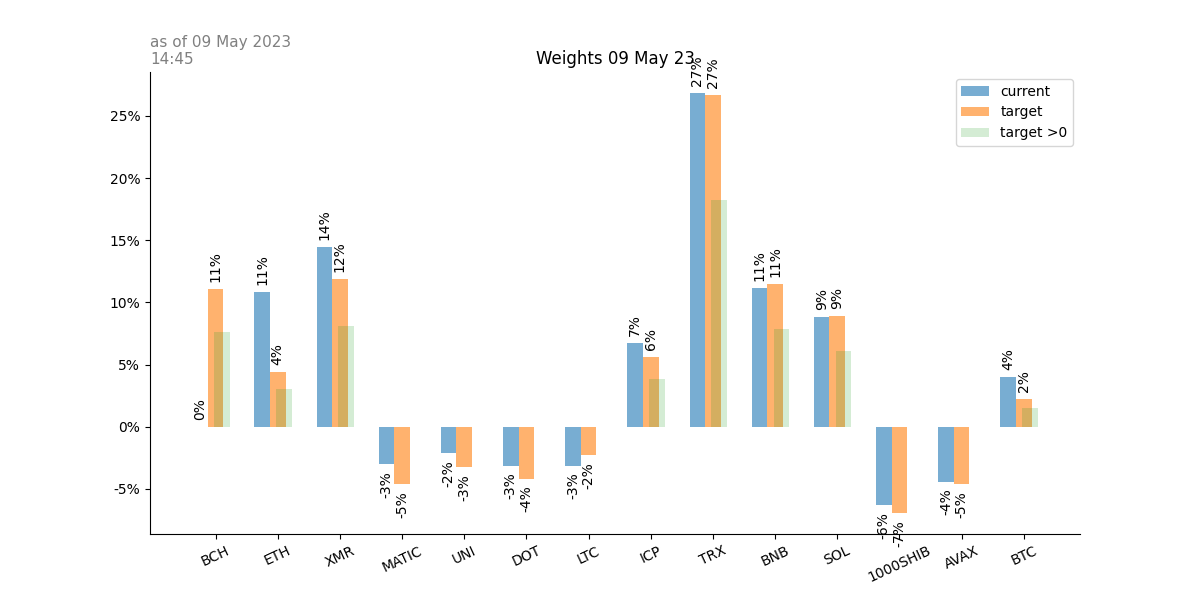 as of 09 May 2023
14:45
Weights 09 May 23
current
target
target >0
25%
20%
15%
10%
5%
0%
-5%
0%
11%
11%
4%
14%
12%
-3%
-5%
-2%
-3%
-3%
-4%
-3%
-2%
7%
6%
27%
27%
11%
11%
9%
9%
-6%
-7%
-4%
-5%
4%
2%
BCH
ETH
XMR
MATIC
UNI
DOT
LTC
ICP
TRX
BNB
SOL
1000SHIB
AVAX
BTC